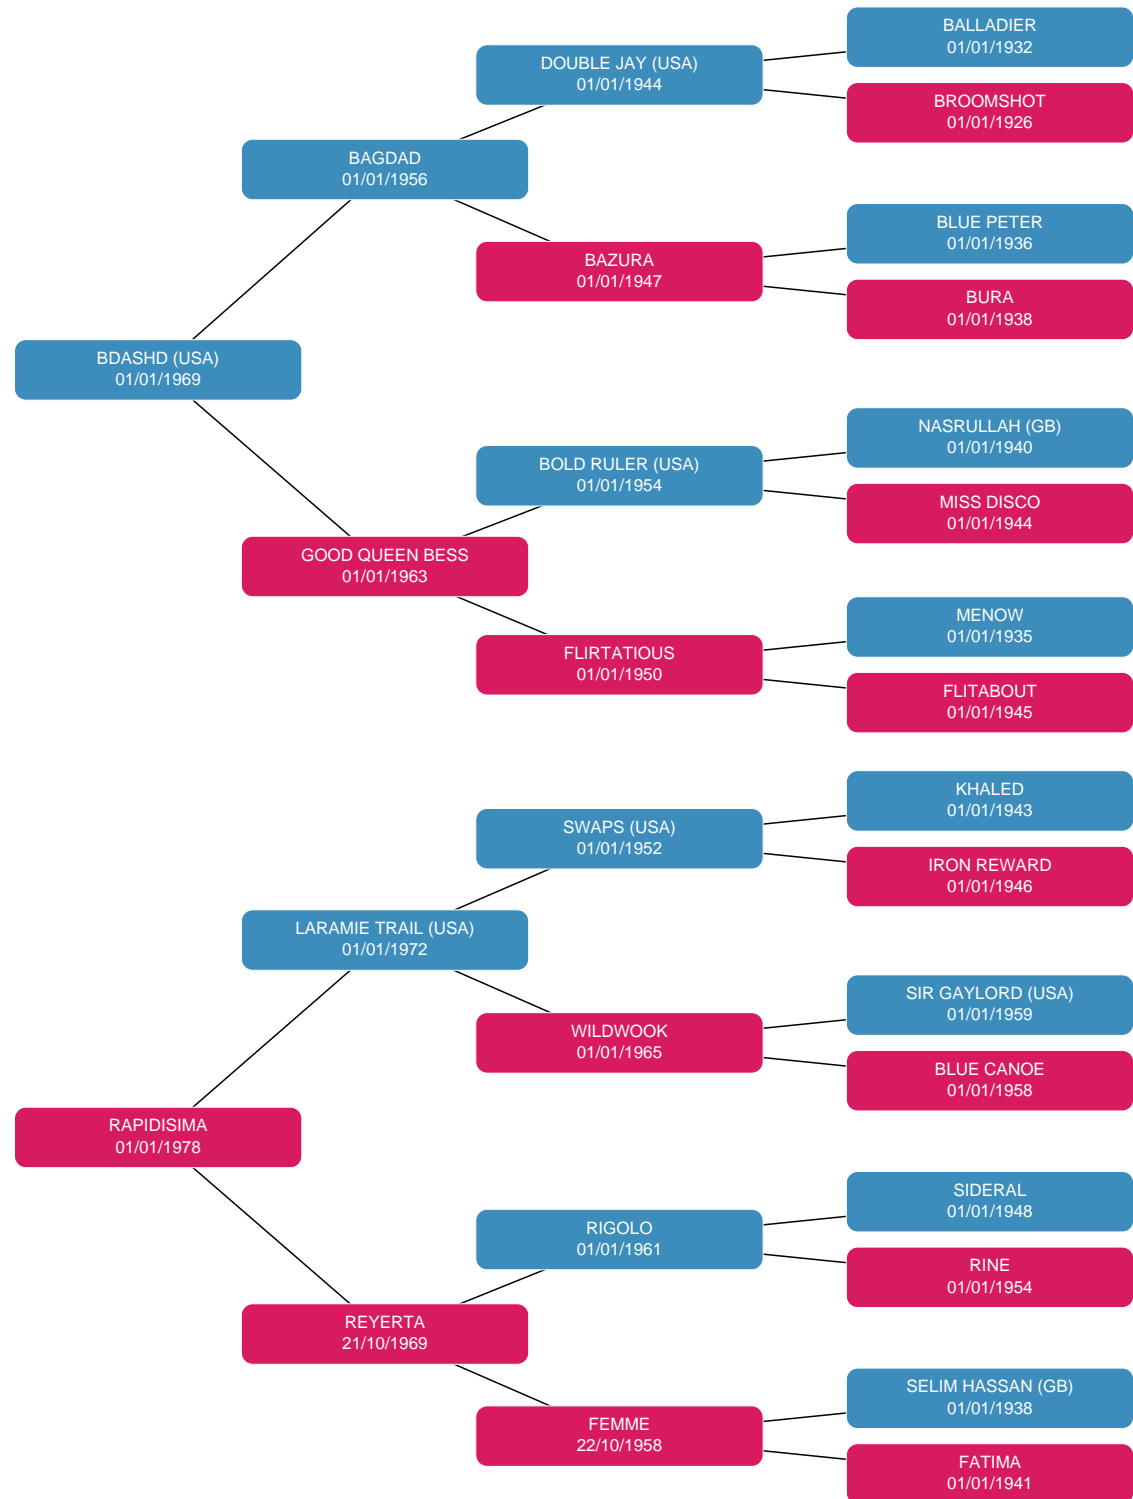 BALLADIER
01/01/1932
DOUBLE JAY (USA)
01/01/1944
BROOMSHOT
01/01/1926
BAGDAD
01/01/1956
BLUE PETER
01/01/1936
BAZURA
01/01/1947
BURA
01/01/1938
BDASHD (USA)
01/01/1969
NASRULLAH (GB)
01/01/1940
BOLD RULER (USA)
01/01/1954
MISS DISCO
01/01/1944
GOOD QUEEN BESS
01/01/1963
MENOW
01/01/1935
FLIRTATIOUS
01/01/1950
FLITABOUT
01/01/1945
KHALED
01/01/1943
SWAPS (USA)
01/01/1952
IRON REWARD
01/01/1946
LARAMIE TRAIL (USA)
01/01/1972
SIR GAYLORD (USA)
01/01/1959
WILDWOOK
01/01/1965
BLUE CANOE
01/01/1958
RAPIDISIMA
01/01/1978
SIDERAL
01/01/1948
RIGOLO
01/01/1961
RINE
01/01/1954
REYERTA
21/10/1969
SELIM HASSAN (GB)
01/01/1938
FEMME
22/10/1958
FATIMA
01/01/1941